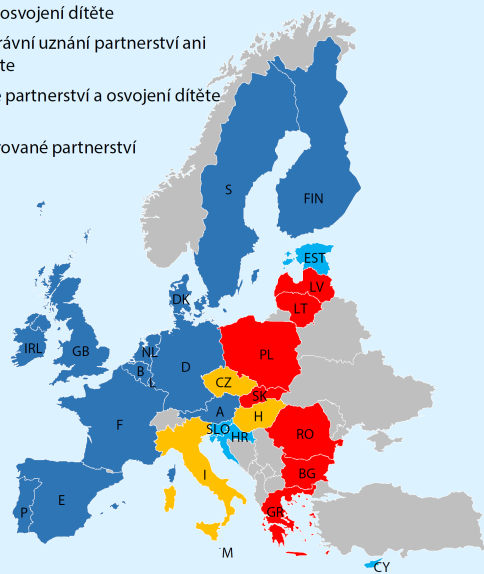 osvojení dítěte
rávní uznání partnerství ani
te
e partnerství a osvojení dítěte
rované partnerství
S
FIN
EST
LV
LT
DK
IRL
GB
NL
B
L
D
PL
CZ
SK
A
H
F
SLO
HR
RO
I
BG
P
E
GR
M
CY